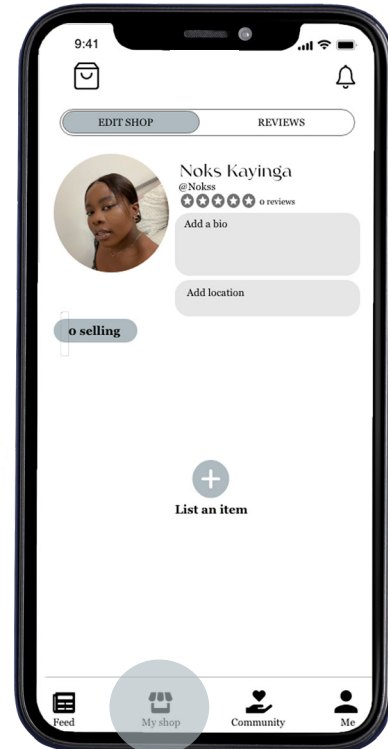 9:41
EDIT SHOP
REVIEWS
Noks Kayinga
@Nokss
0 reviews
Add a bio
Add location
0 selling
List an item
Feed
My shop
Community
Me